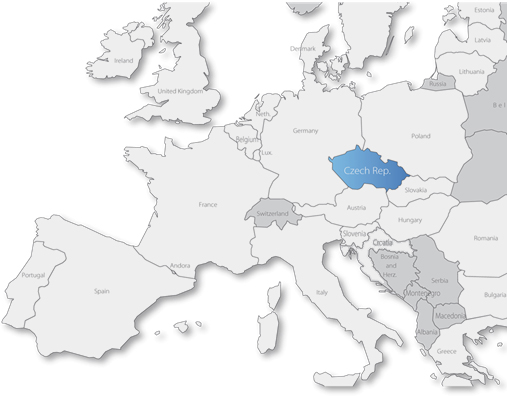 Estonia
Latvia
Denmark
Ireland
Lithuania
Russia
United Kingdom
Bel
Neth.
Germany
Poland
Belgium
Lux.
Czech Rep.
Slovakia
France
Austria
Switzerland
Hungary
Slovenia
Croatia
Romania
Andora
Bosnia
and
Herz.
Portugal
Serbia
Spain
Italy
Montenegro
Bulgaria
Macedonia
Albania
Greece